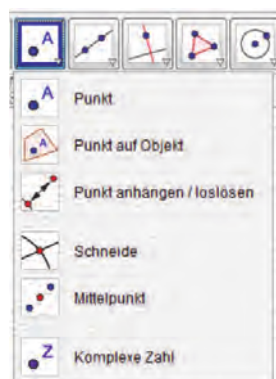 A
A Punkt
A Punkt auf Objekt
Punkt anhängen / loslösen
Schneide
Mittelpunkt
Z Komplexe Zahl